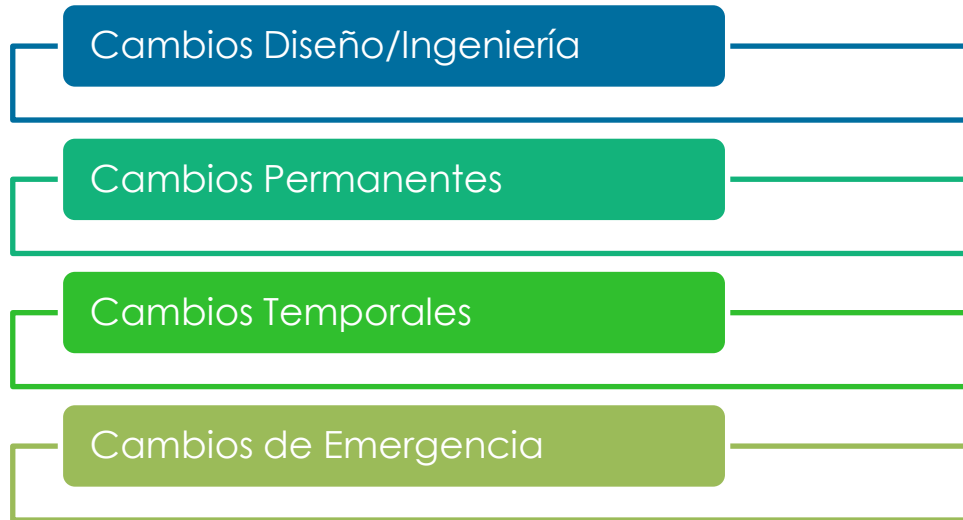 Cambios Diseño/Ingeniería
Cambios Permanentes
Cambios Temporales
Cambios de Emergencia